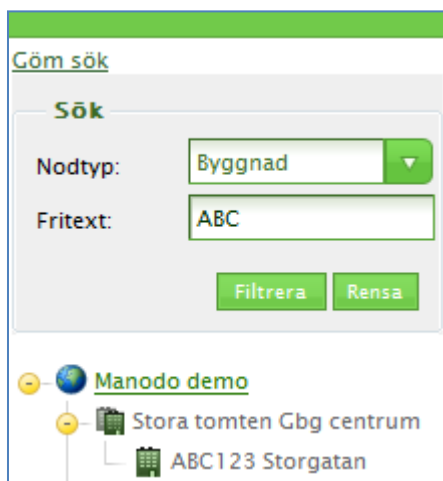 Göm sök
Sök
Nodtyp: Byggnad
Fritext: ABC
Filtrera Rensa
Manodo demo
Stora tomten Gbg centrum
ABC123 Storgatan